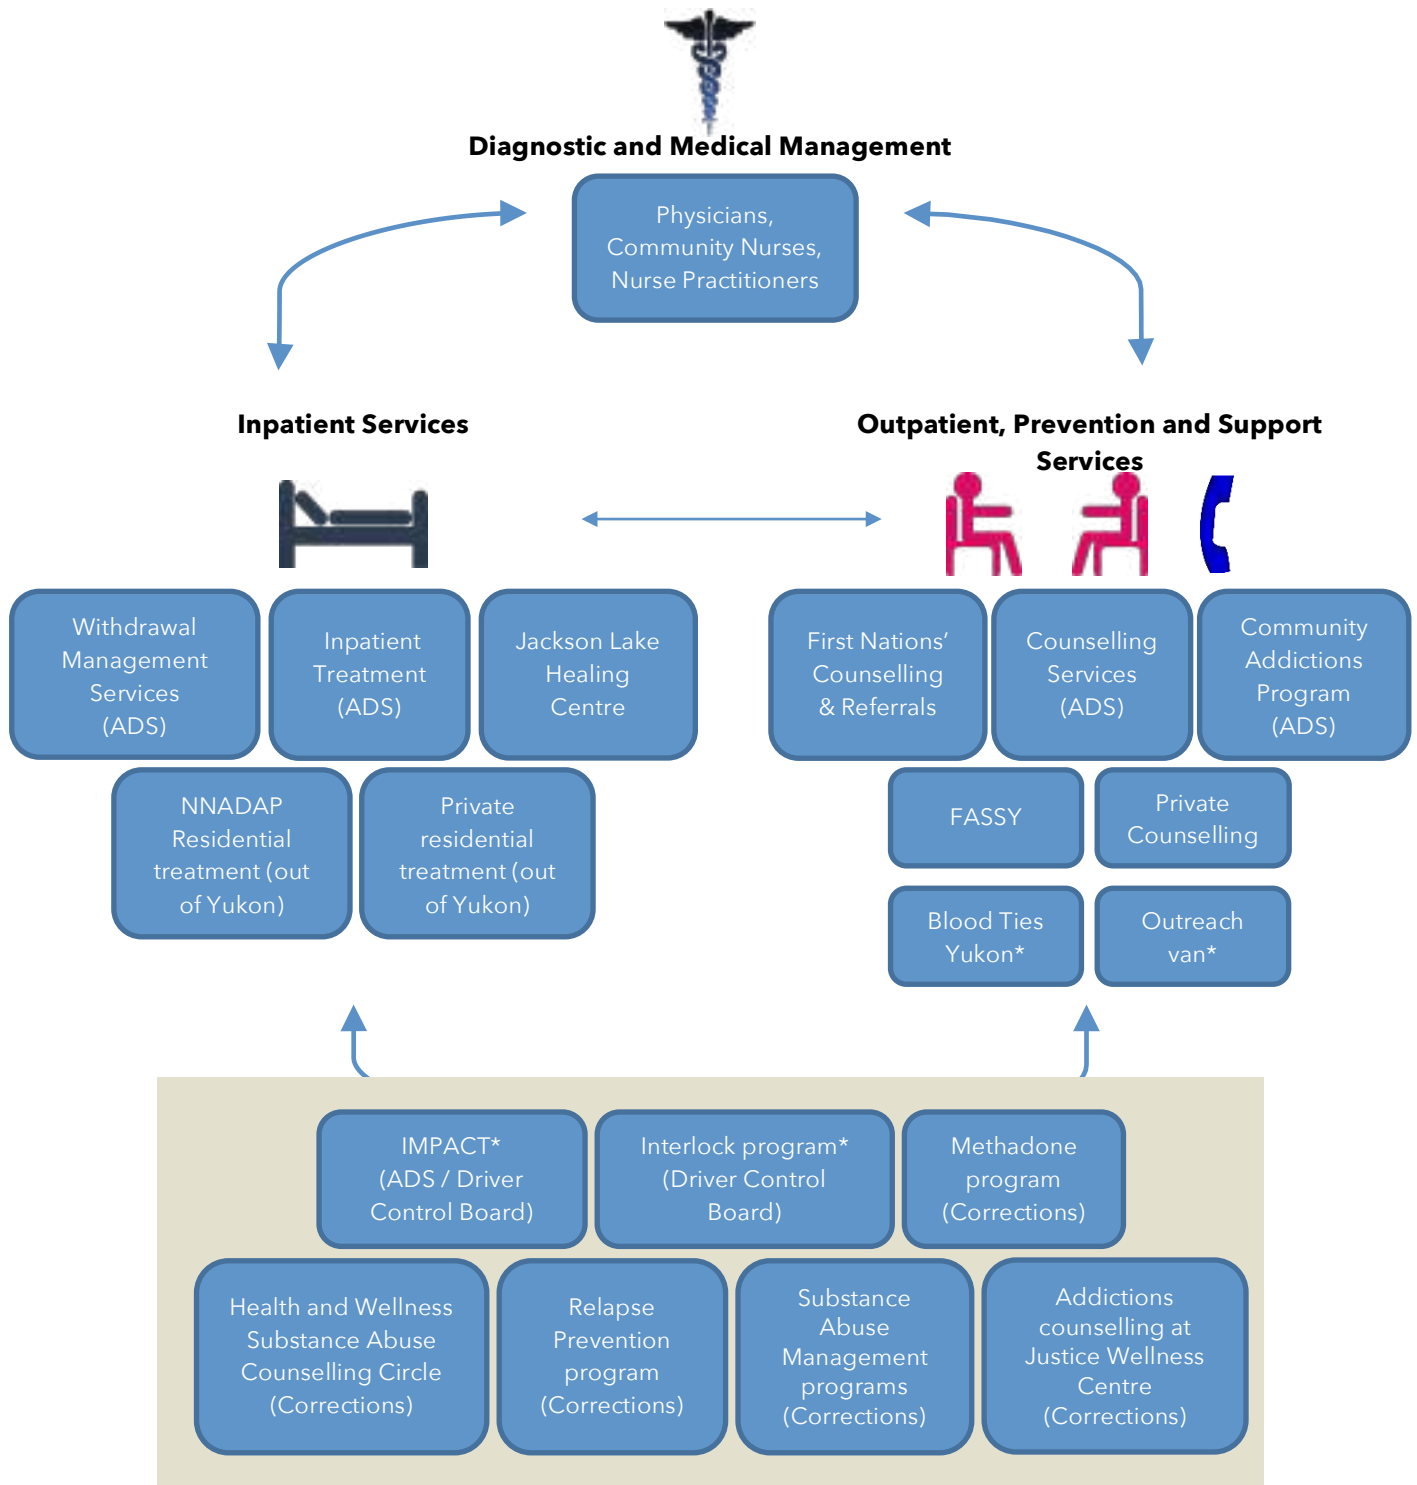 Diagnostic and Medical Management
Physicians,
Community Nurses,
Nurse Practitioners
Inpatient Services
Outpatient, Prevention and Support
Services
Withdrawal
Management
Services
(ADS)
Inpatient
Treatment
(ADS)
Jackson Lake
Healing
Centre
First Nations’
Counselling
& Referrals
Counselling
Services
(ADS)
Community
Addictions
Program
(ADS)
NNADAP
Residential
treatment (out
of Yukon)
Private
residential
treatment (out
of Yukon)
FASSY
Private
Counselling
Blood Ties
Yukon*
Outreach
van*
IMPACT*
(ADS / Driver
Control Board)
Interlock program*
(Driver Control
Board)
Methadone
program
(Corrections)
Health and Wellness
Substance Abuse
Counselling Circle
(Corrections)
Relapse
Prevention
program
(Corrections)
Substance
Abuse
Management
programs
(Corrections)
Addictions
counselling at
Justice Wellness
Centre
(Corrections)